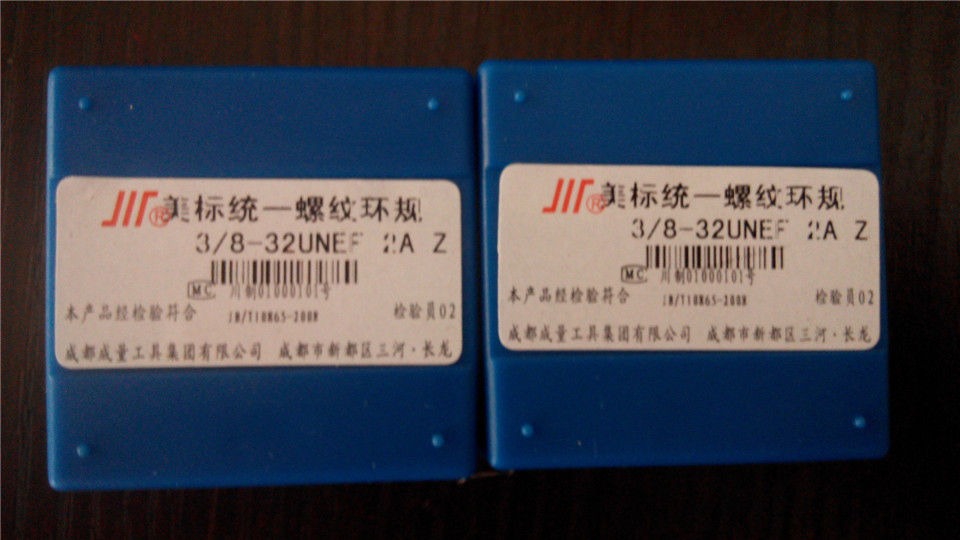 ® 美标统一螺纹环规
3/8-32UNEF 2A Z
MC 川制01000101号
本产品经检验符合 JB/T10865-2008 检验员02
成都成量工具集团有限公司 成都市新都区三河·长龙
® 美标统一螺纹环规
3/8-32UNEF 2A Z
MC 川制01000101号
本产品经检验符合 JB/T10865-2008 检验员02
成都成量工具集团有限公司 成都市新都区三河·长龙